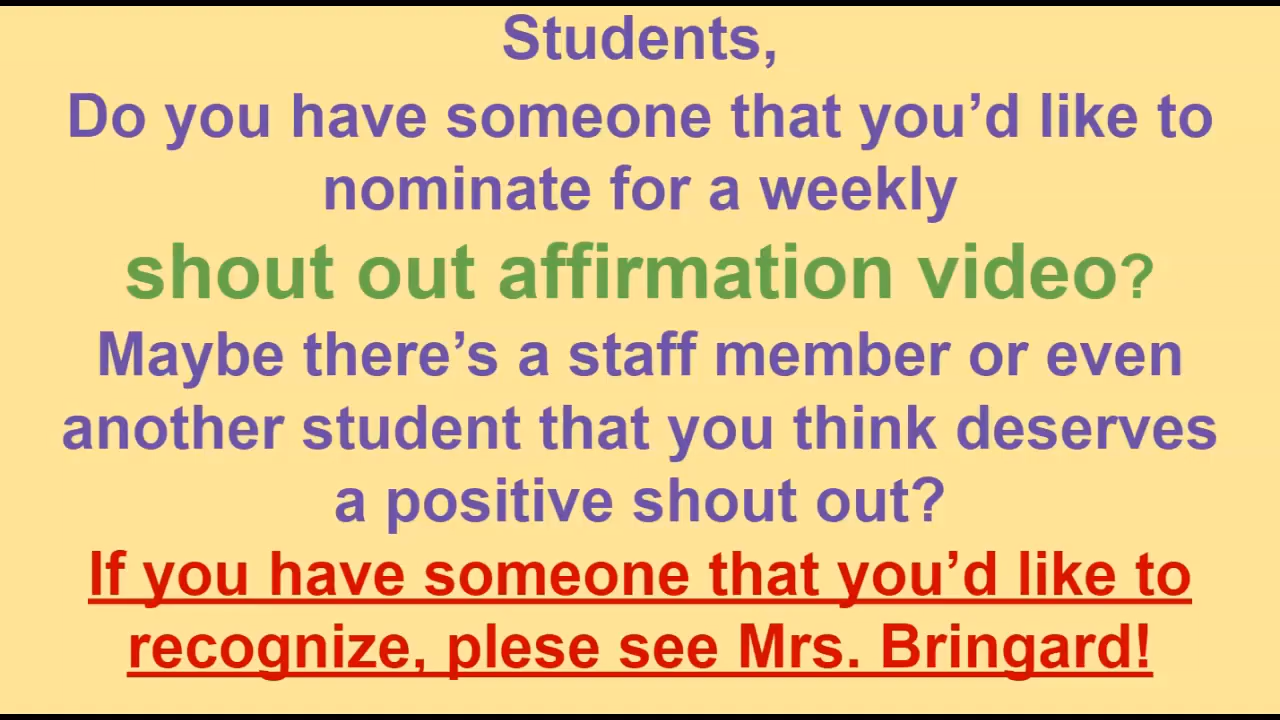 Students,
Do you have someone that you’d like to
nominate for a weekly
shout out affirmation video?
Maybe there’s a staff member or even
another student that you think deserves
a positive shout out?
If you have someone that you’d like to
recognize, plese see Mrs. Bringard!